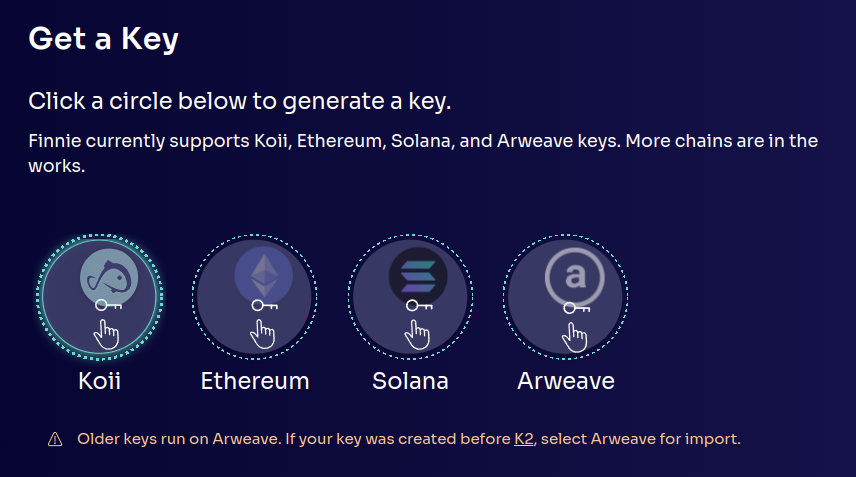 Get a Key
Click a circle below to generate a key.
Finnie currently supports Koii, Ethereum, Solana, and Arweave keys. More chains are in the
works.
a
Koii Ethereum Solana Arweave
Older keys run on Arweave. If your key was created before K2, select Arweave for import.